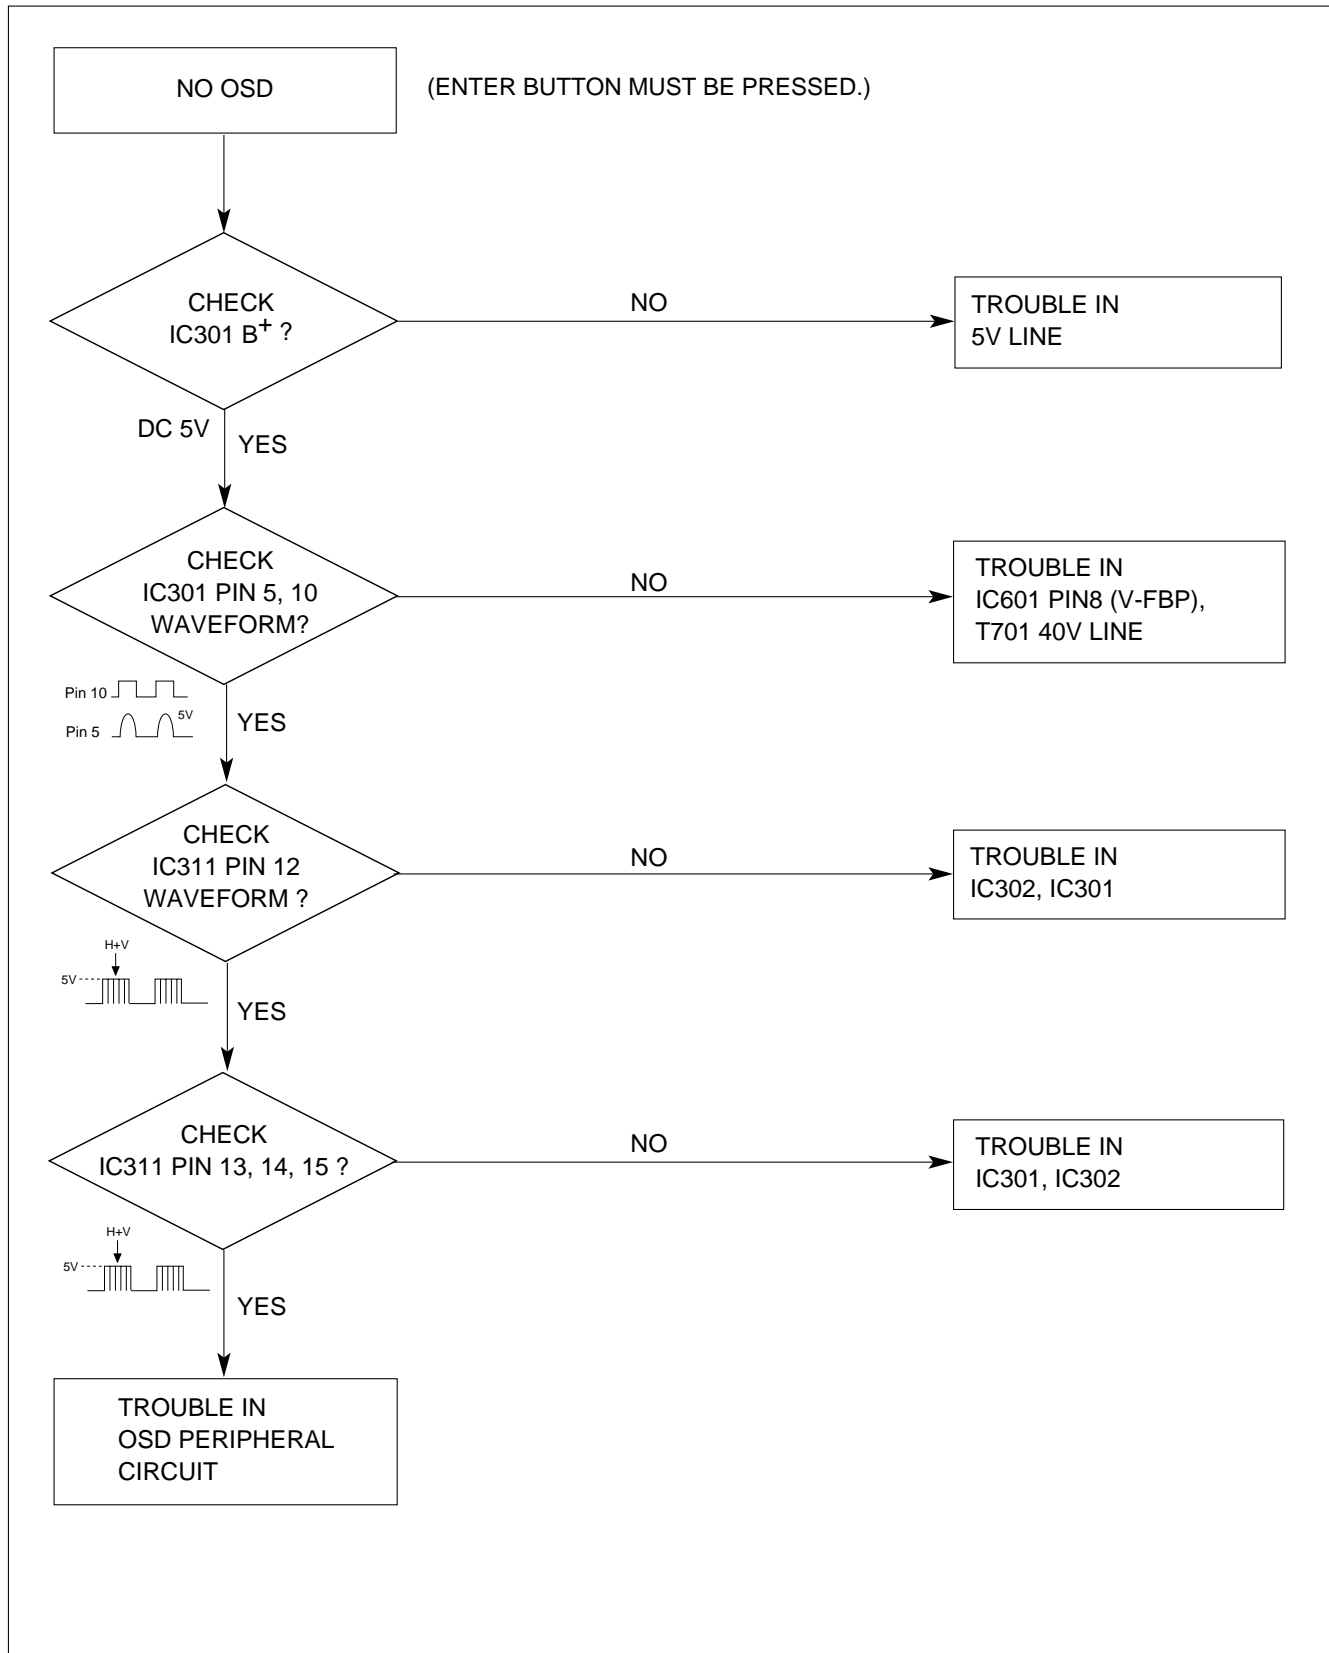 NO OSD
(ENTER BUTTON MUST BE PRESSED.)
CHECK
IC301 B+ ?
NO
TROUBLE IN
5V LINE
DC 5V
YES
CHECK
IC301 PIN 5, 10
WAVEFORM?
NO
TROUBLE IN
IC601 PIN8 (V-FBP),
T701 40V LINE
Pin 10
5V
Pin 5
YES
CHECK
IC311 PIN 12
WAVEFORM ?
NO
TROUBLE IN
IC302, IC301
H+V
5V
YES
CHECK
IC311 PIN 13, 14, 15 ?
NO
TROUBLE IN
IC301, IC302
H+V
5V
YES
TROUBLE IN
OSD PERIPHERAL
CIRCUIT